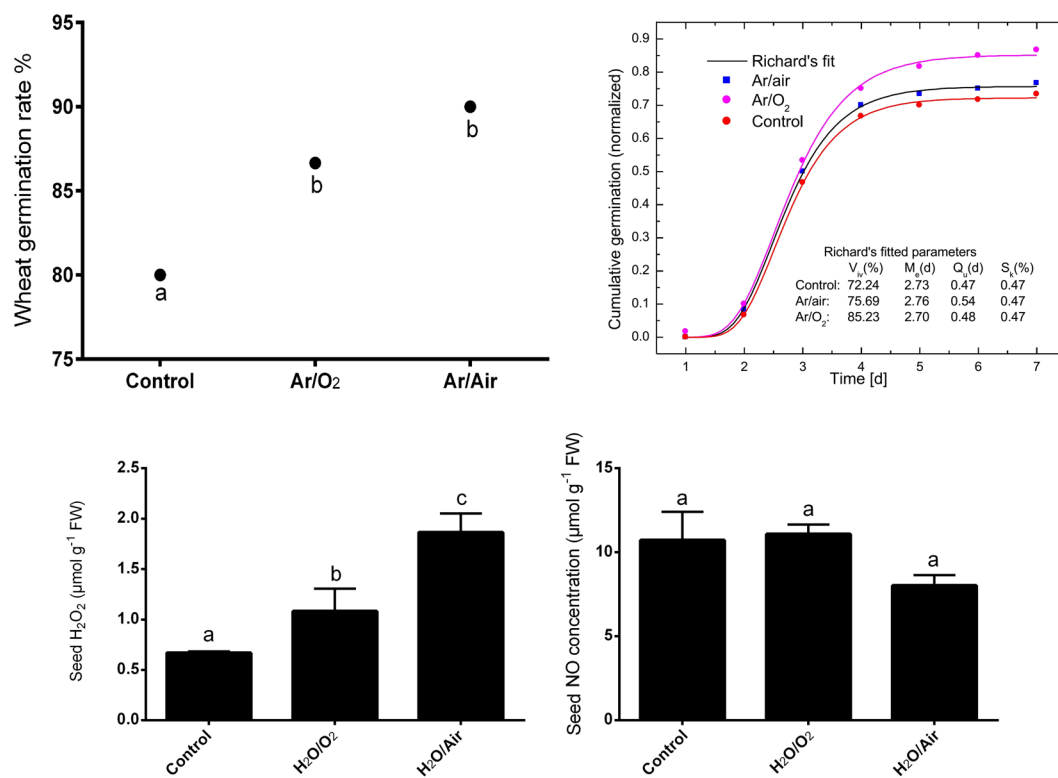 Wheat germination rate %
95
90
85
80
75
a
b
b
Control
Ar/O₂
Ar/Air
Cumulative germination (normalized)
0.9
0.8
0.7
0.6
0.5
0.4
0.3
0.2
0.1
0.0
Richard's fit
Ar/air
Ar/O₂
Control
Richard's fitted parameters
V_iv(%) M_e(d) Q_u(d) S_k(%)
Control: 72.24 2.73 0.47 0.47
Ar/air: 75.69 2.76 0.54 0.47
Ar/O₂: 85.23 2.70 0.48 0.47
1 2 3 4 5 6 7
Time [d]
Seed H₂O₂ (μmol g⁻¹ FW)
2.5
2.0
1.5
1.0
0.5
0.0
a
b
c
Control
H₂O/O₂
H₂O/Air
Seed NO concentration (μmol g⁻¹ FW)
15
10
5
0
a
a
a
Control
H₂O/O₂
H₂O/Air